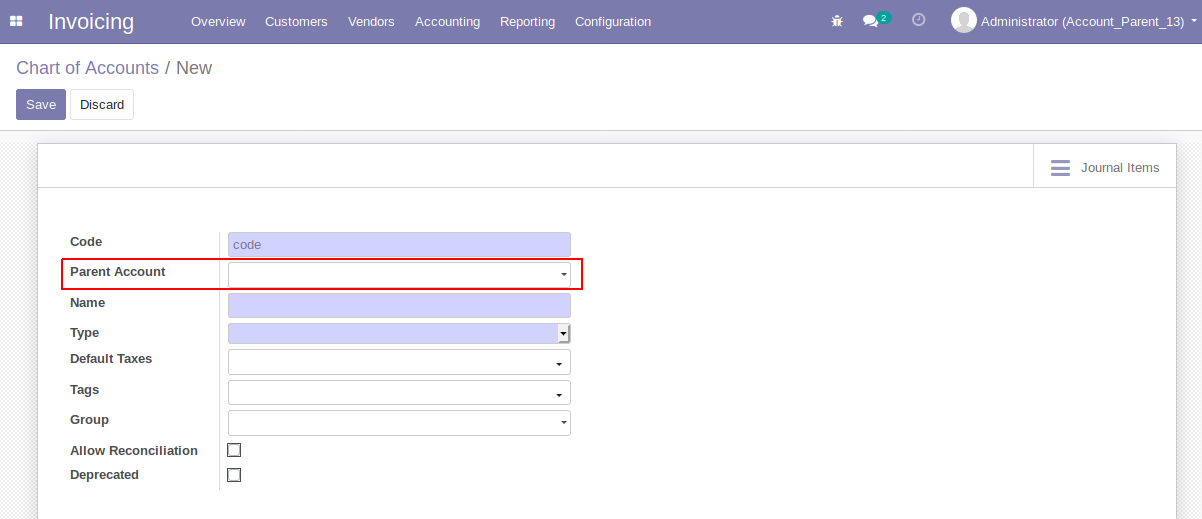 Invoicing Overview Customers Vendors Accounting Reporting Configuration 2 Administrator (Account_Parent_13)
Chart of Accounts / New
Save Discard
Journal Items
Code code
Parent Account
Name
Type
Default Taxes
Tags
Group
Allow Reconciliation
Deprecated